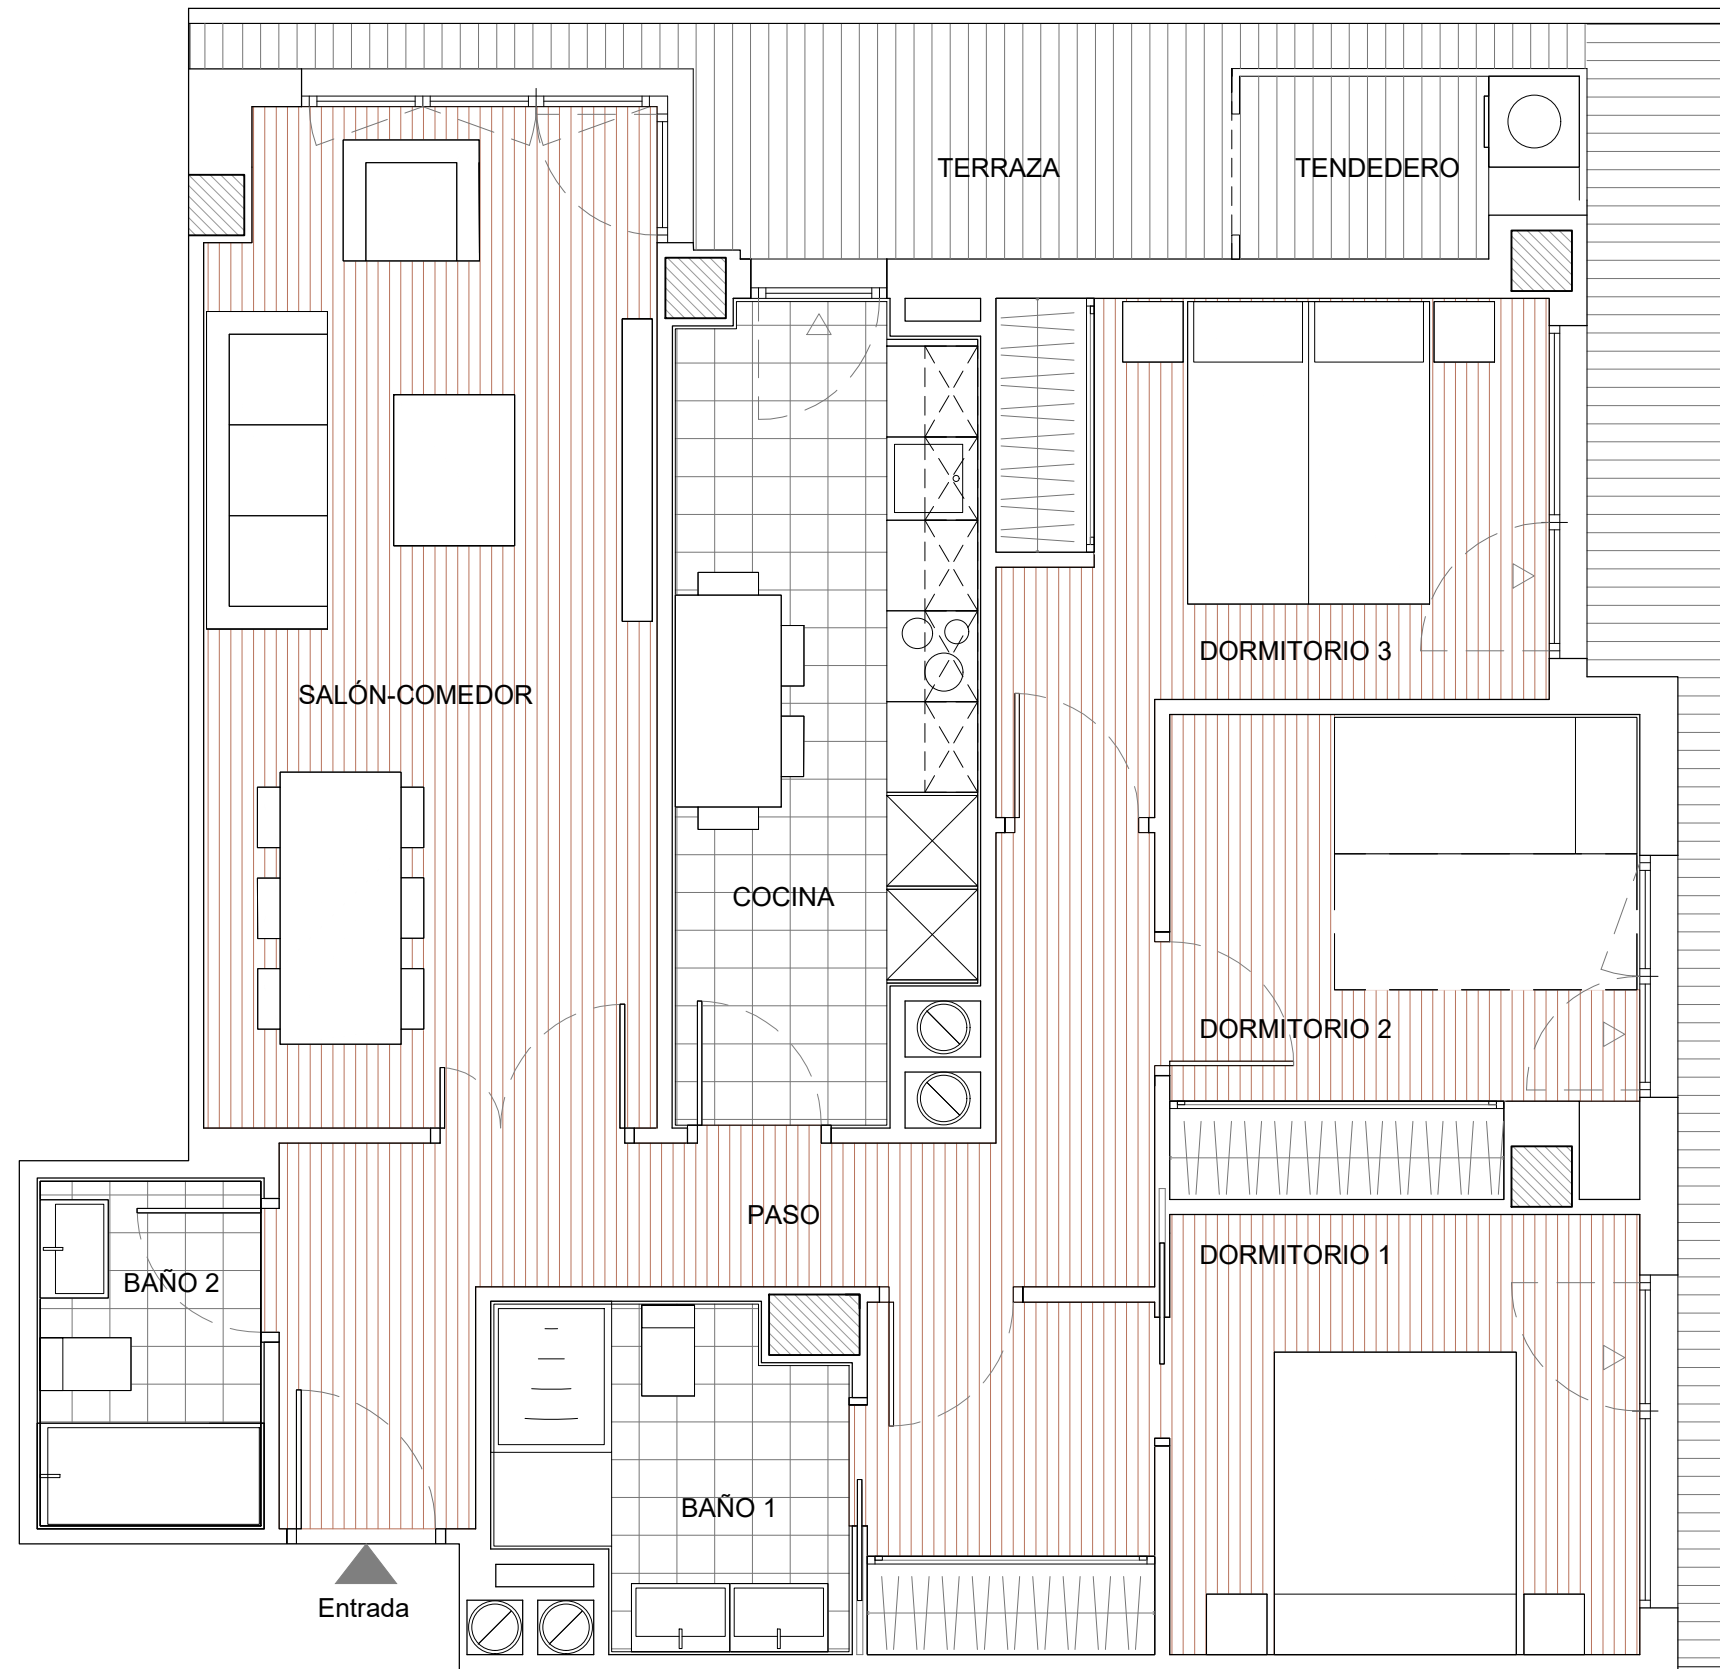 TERRAZA
TENDEDERO
DORMITORIO 3
SALÓN-COMEDOR
COCINA
DORMITORIO 2
PASO
DORMITORIO 1
BAÑO 2
BAÑO 1
Entrada